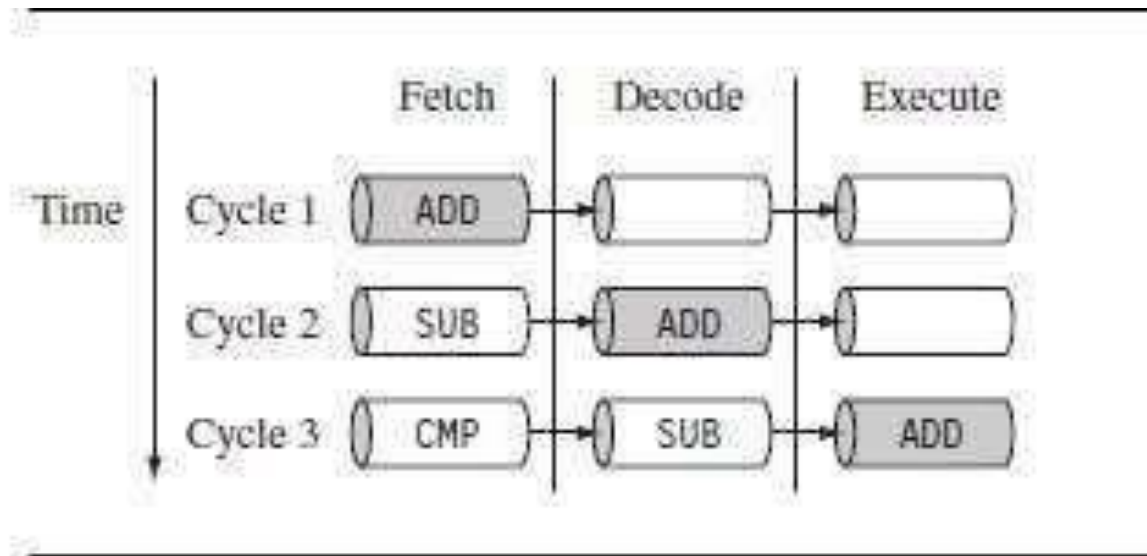 Fetch Decode Execute
Time Cycle 1 ADD
Cycle 2 SUB ADD
Cycle 3 CMP SUB ADD